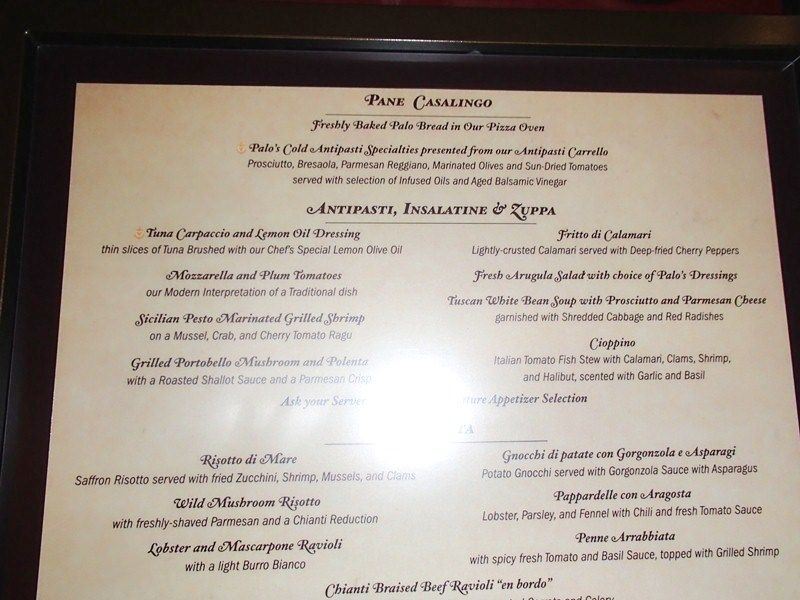 Pane Casalingo
Freshly Baked Palo Bread in Our Pizza Oven
Palo's Cold Antipasti Specialties presented from our Antipasti Carrello
Prosciutto, Bresaola, Parmesan Reggiano, Marinated Olives and Sun-Dried Tomatoes
served with selection of Infused Oils and Aged Balsamic Vinegar
Antipasti, Insalatine & Zuppa
Tuna Carpaccio and Lemon Oil Dressing
thin slices of Tuna Brushed with our Chef's Special Lemon Olive Oil
Mozzarella and Plum Tomatoes
our Modern Interpretation of a Traditional dish
Sicilian Pesto Marinated Grilled Shrimp
on a Mussel, Crab, and Cherry Tomato Ragu
Grilled Portobello Mushroom and Polenta
with a Roasted Shallot Sauce and a Parmesan Crisp
Fritto di Calamari
Lightly-crusted Calamari served with Deep-fried Cherry Peppers
Fresh Arugula Salad with choice of Palo's Dressings
Tuscan White Bean Soup with Prosciutto and Parmesan Cheese
garnished with Shredded Cabbage and Red Radishes
Cioppino
Italian Tomato Fish Stew with Calamari, Clams, Shrimp,
and Halibut, scented with Garlic and Basil
Ask your Server Appetizer Selection
Risotto di Mare
Saffron Risotto served with fried Zucchini, Shrimp, Mussels, and Clams
Wild Mushroom Risotto
with freshly-shaved Parmesan and a Chianti Reduction
Lobster and Mascarpone Ravioli
with a light Burro Bianco
Gnocchi di patate con Gorgonzola e Asparagi
Potato Gnocchi served with Gorgonzola Sauce with Asparagus
Pappardelle con Aragosta
Lobster, Parsley, and Fennel with Chili and fresh Tomato Sauce
Penne Arrabbiata
with spicy fresh Tomato and Basil Sauce, topped with Grilled Shrimp
Chianti Braised Beef Ravioli "en bordo"